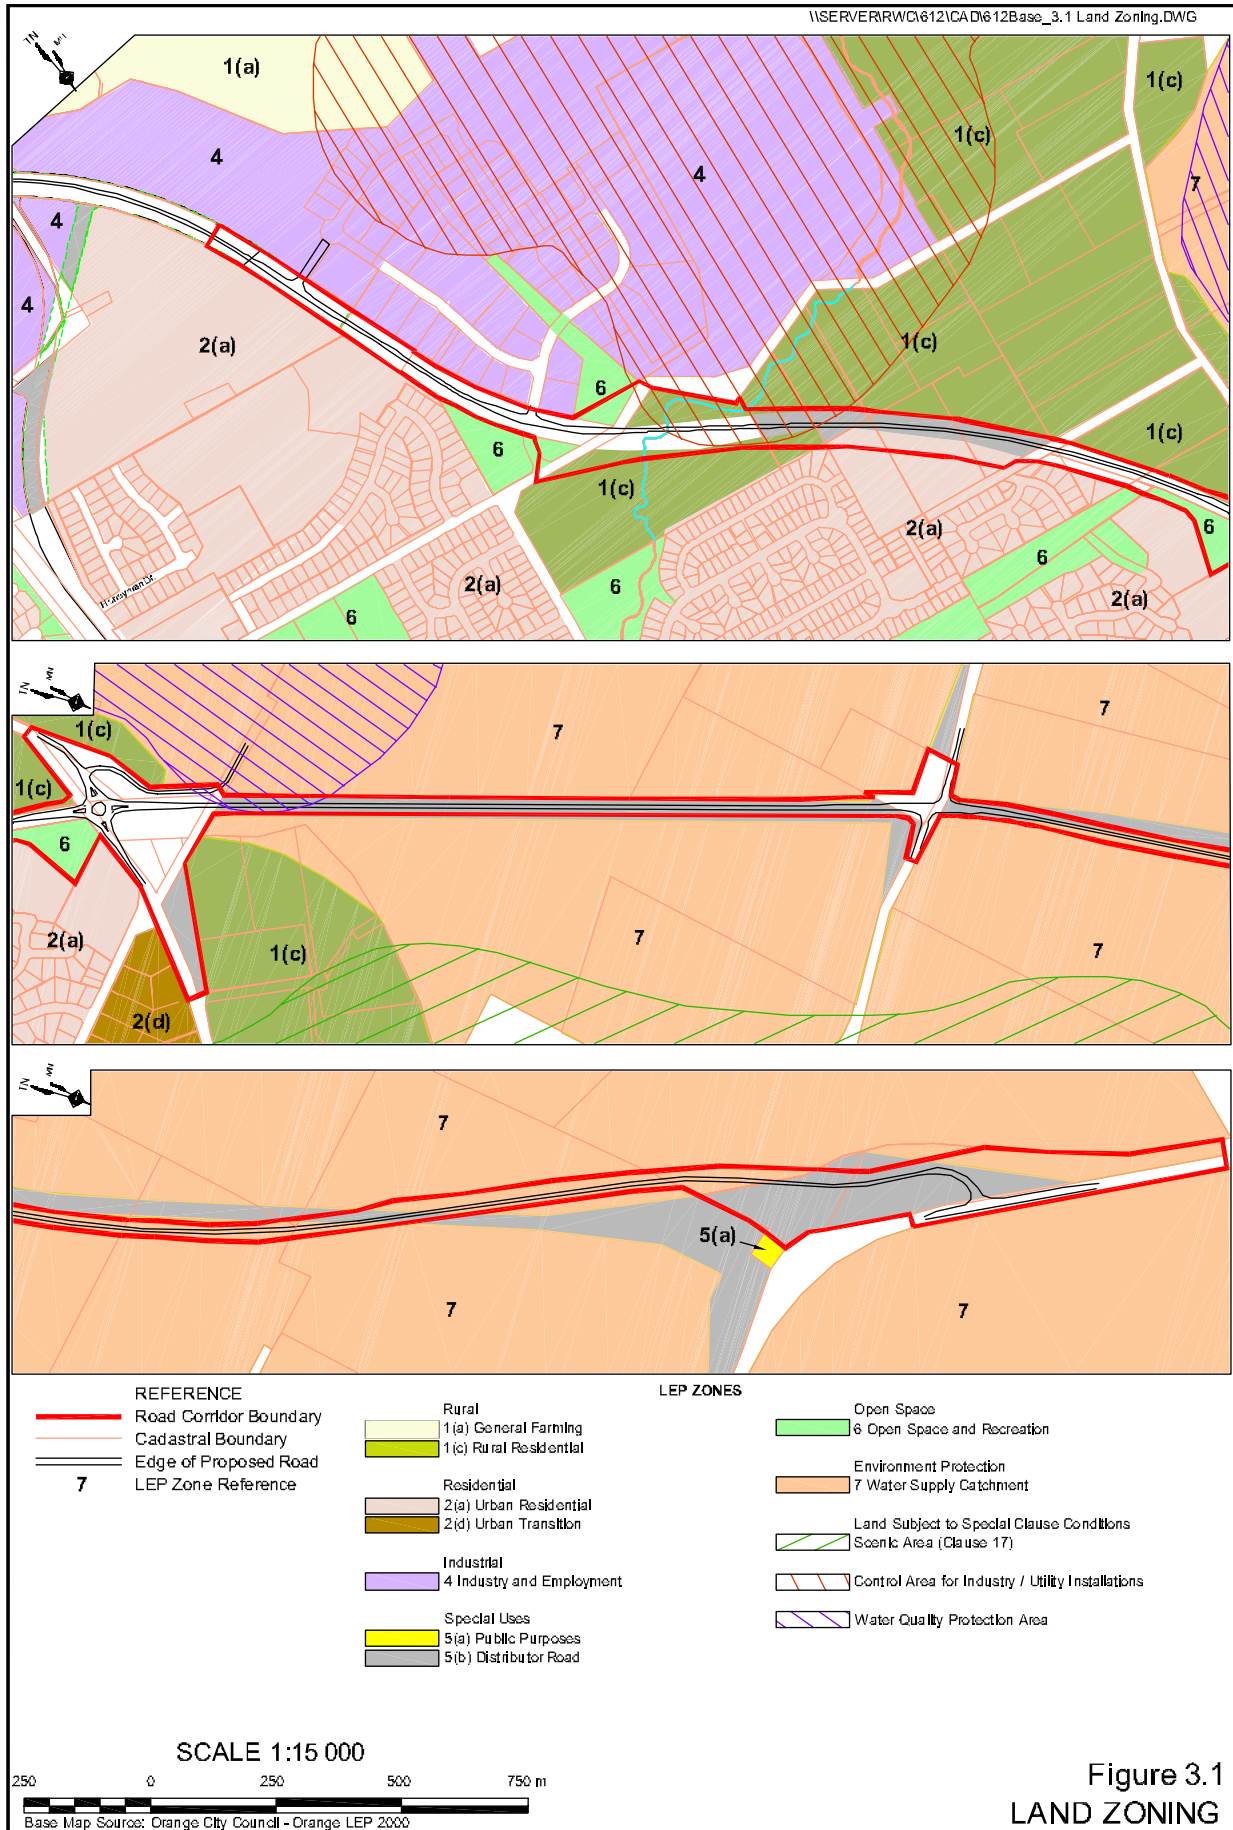 \\SERVER\RWC\612\CAD\612Base_3.1 Land Zoning.DWG
TN
MN
1(a)
1(c)
4
1(c)
4
7
4
4
2(a)
1(c)
6
1(c)
6
1(c)
2(a)
6
6
2(a)
6
6
2(a)
TN
MN
1(c)
7
7
1(c)
6
2(a)
1(c)
7
7
2(d)
TN
MN
7
5(a)
7
7
REFERENCE
Road Corridor Boundary
Cadastral Boundary
Edge of Proposed Road
7 LEP Zone Reference
LEP ZONES
Rural
1(a) General Farming
1(c) Rural Residential
Residential
2(a) Urban Residential
2(d) Urban Transition
Industrial
4 Industry and Employment
Special Uses
5(a) Public Purposes
5(b) Distributor Road
Open Space
6 Open Space and Recreation
Environment Protection
7 Water Supply Catchment
Land Subject to Special Clause Conditions
Scenic Area (Clause 17)
Control Area for Industry / Utility Installations
Water Quality Protection Area
SCALE 1:15 000
250 0 250 500 750 m
Base Map Source: Orange City Council - Orange LEP 2000
Figure 3.1
LAND ZONING